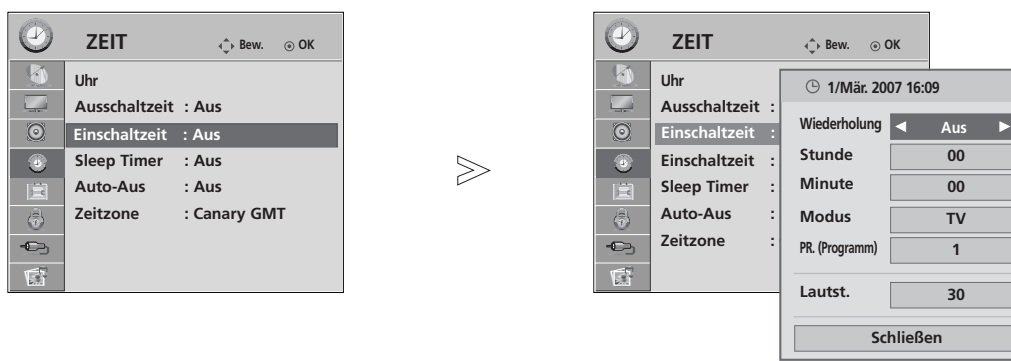 ZEIT Bew. OK
Uhr
Ausschaltzeit : Aus
Einschaltzeit : Aus
Sleep Timer : Aus
Auto-Aus : Aus
Zeitzone : Canary GMT
ZEIT Bew. OK
Uhr
Ausschaltzeit :
Einschaltzeit :
Einschaltzeit :
Sleep Timer :
Auto-Aus :
Zeitzone :
1/Mär. 2007 16:09
Wiederholung ◀ Aus ▶
Stunde 00
Minute 00
Modus TV
PR. (Programm) 1
Lautst. 30
Schließen